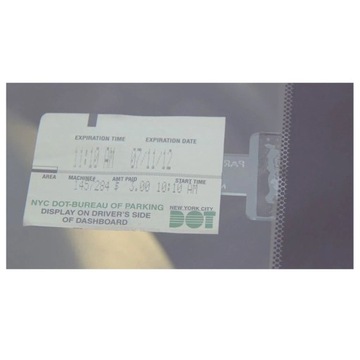 EXPIRATION TIME EXPIRATION DATE
11:10 AM 07/11/12
AREA MACHINE# AMT PAID START TIME
145/284 $ 3.00 10:10 AM
NYC DOT-BUREAU OF PARKING
DISPLAY ON DRIVER'S SIDE
OF DASHBOARD
NEW YORK CITY
DOT